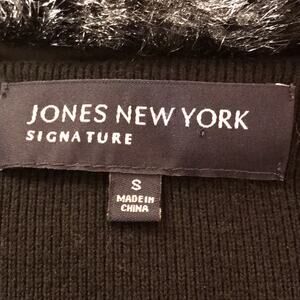 JONES NEW YORK
SIGNATURE
S
MADE IN
CHINA